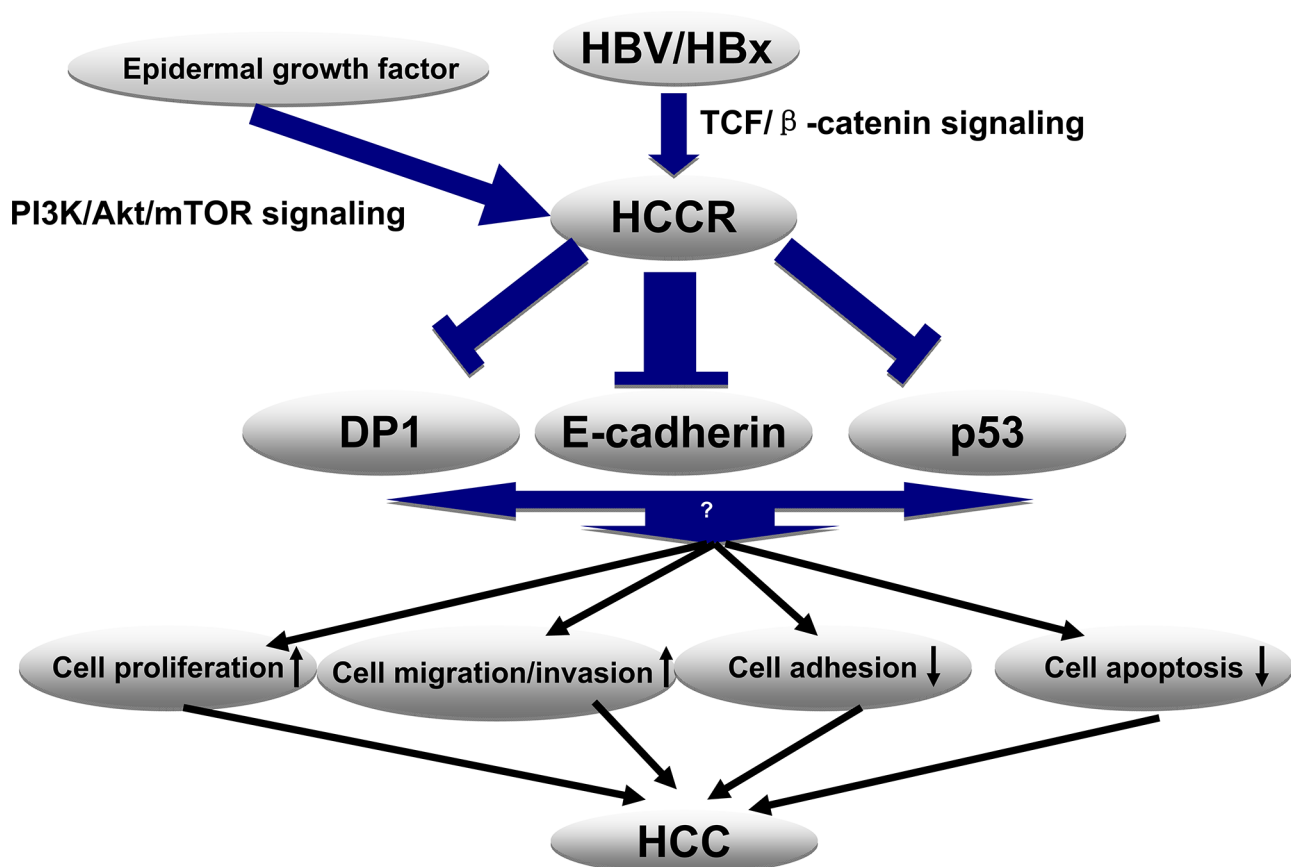 HBV/HBx
Epidermal growth factor
TCF/β-catenin signaling
PI3K/Akt/mTOR signaling
HCCR
DP1
E-cadherin
p53
?
Cell proliferation↑
Cell migration/invasion↑
Cell adhesion↓
Cell apoptosis↓
HCC